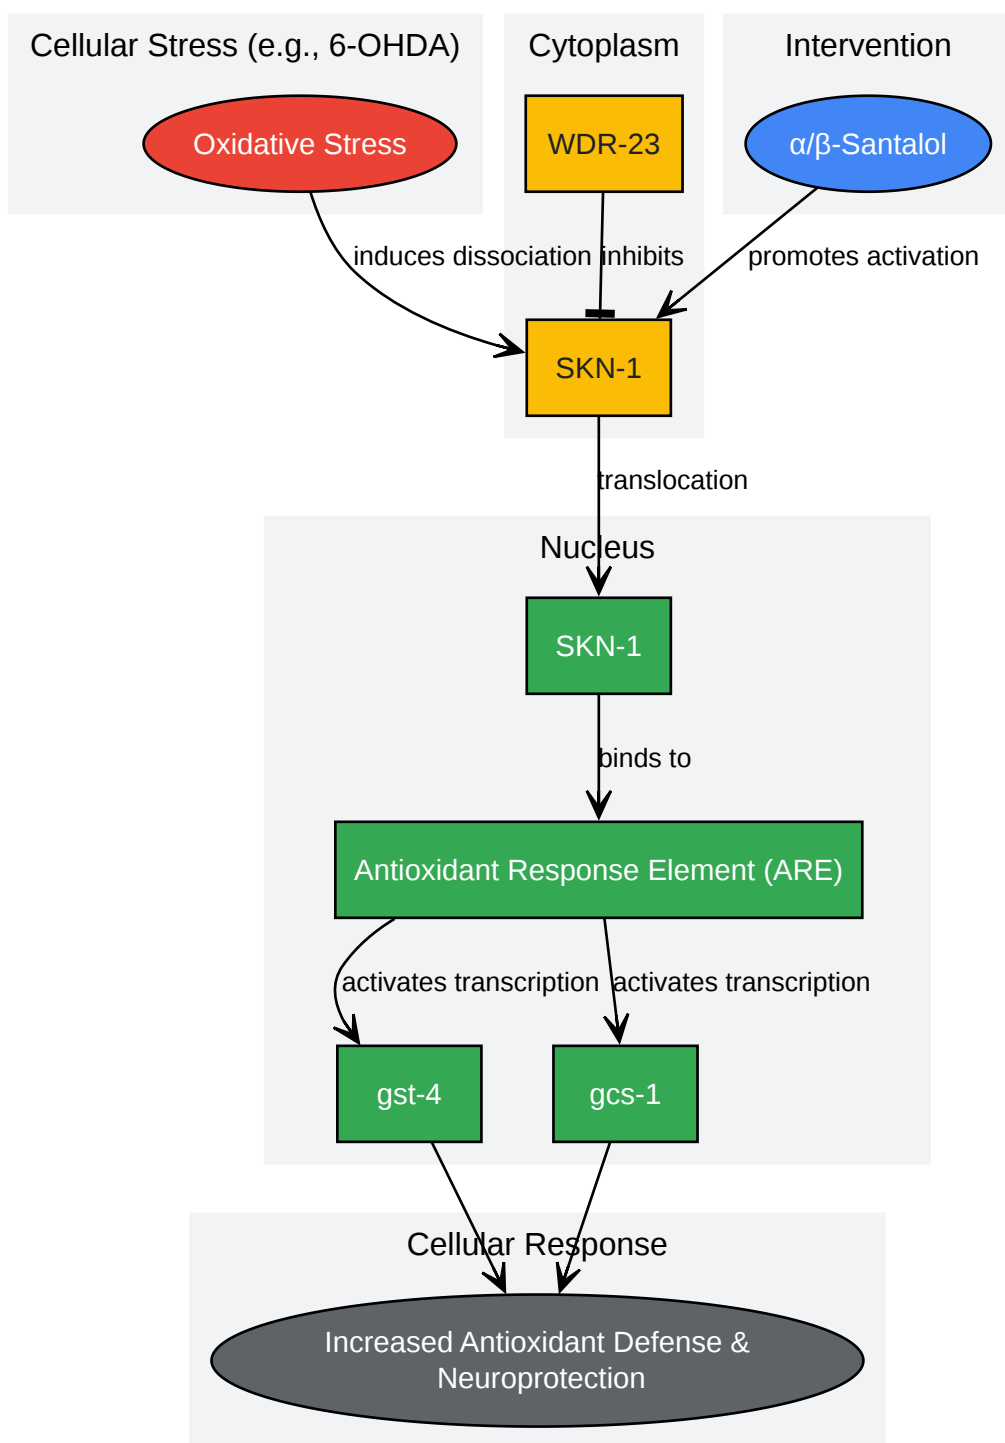 Cellular Stress (e.g., 6-OHDA)
Cytoplasm
Intervention
Oxidative Stress
WDR-23
α/β-Santalol
induces dissociation
inhibits
promotes activation
SKN-1
translocation
Nucleus
SKN-1
binds to
Antioxidant Response Element (ARE)
activates transcription
activates transcription
gst-4
gcs-1
Cellular Response
Increased Antioxidant Defense &
Neuroprotection